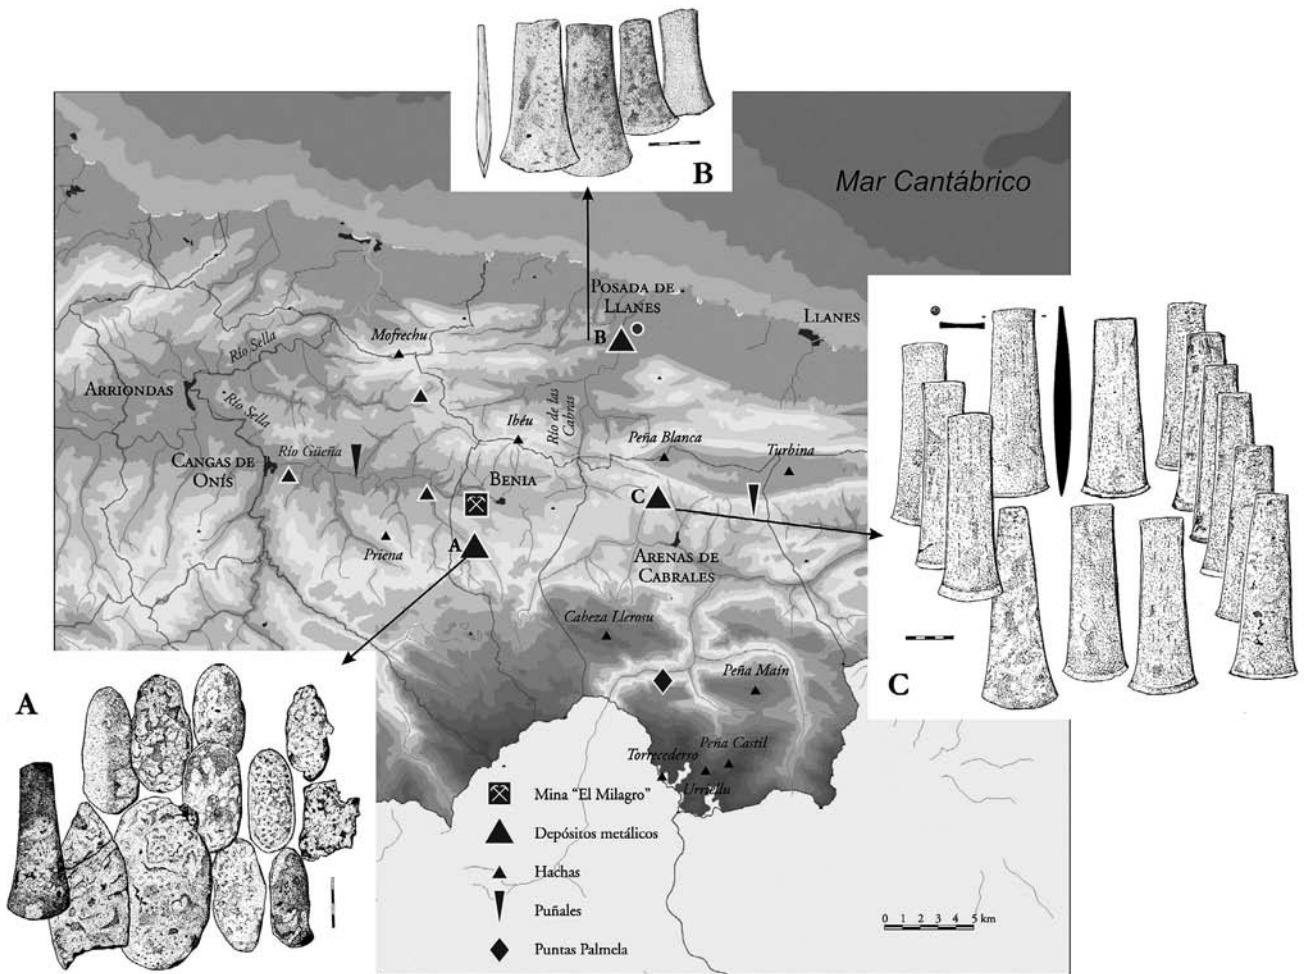 B
Mar Cantábrico
Posada de
Llanes
B
Llanes
Mofrechu
Río Sella
Arriondas
Río Sella
Río de las
Cabras
Ibéu
Peña Blanca
Turbina
Río Güeña
Cangas de
Onís
Benia
C
A
Priena
Arenas de
Cabrales
Cabeza Llerosu
Peña Maín
C
A
Peña Castil
Torrecederro
Urriellu
Mina "El Milagro"
Depósitos metálicos
Hachas
Puñales
Puntas Palmela
0 1 2 3 4 5 km